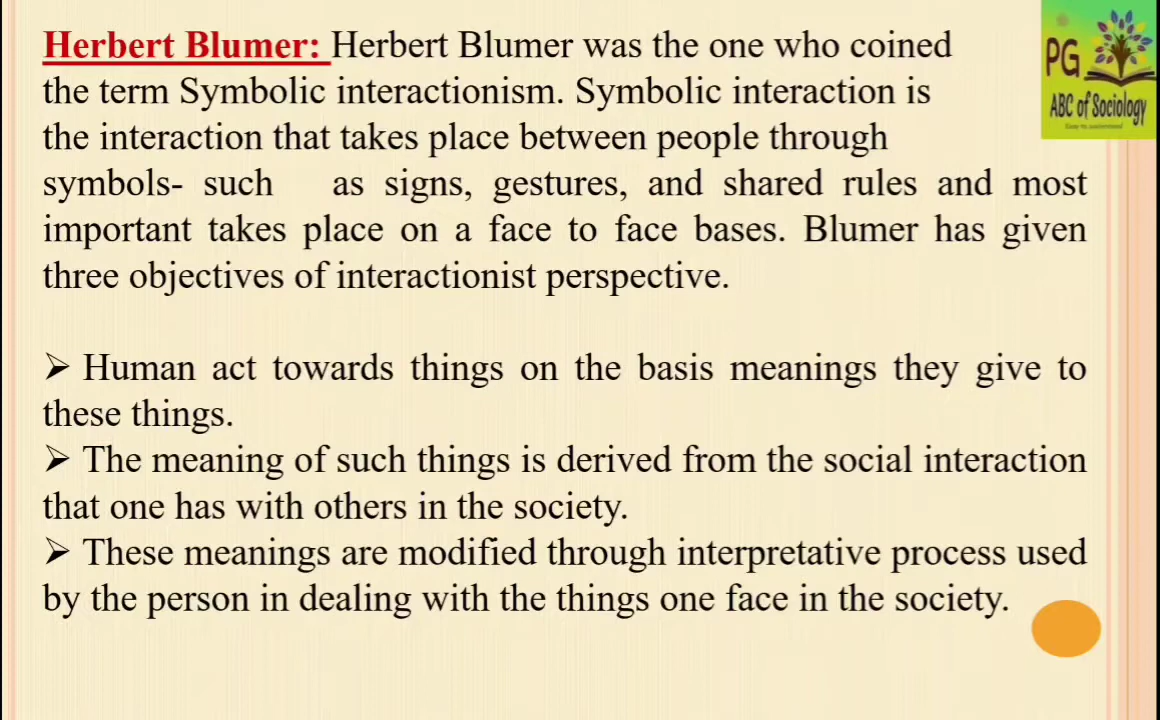 Herbert Blumer: Herbert Blumer was the one who coined
the term Symbolic interactionism. Symbolic interaction is
the interaction that takes place between people through
symbols- such as signs, gestures, and shared rules and most
important takes place on a face to face bases. Blumer has given
three objectives of interactionist perspective.
➢ Human act towards things on the basis meanings they give to
these things.
➢ The meaning of such things is derived from the social interaction
that one has with others in the society.
➢ These meanings are modified through interpretative process used
by the person in dealing with the things one face in the society.
PG
ABC of Sociology
Easy to understand